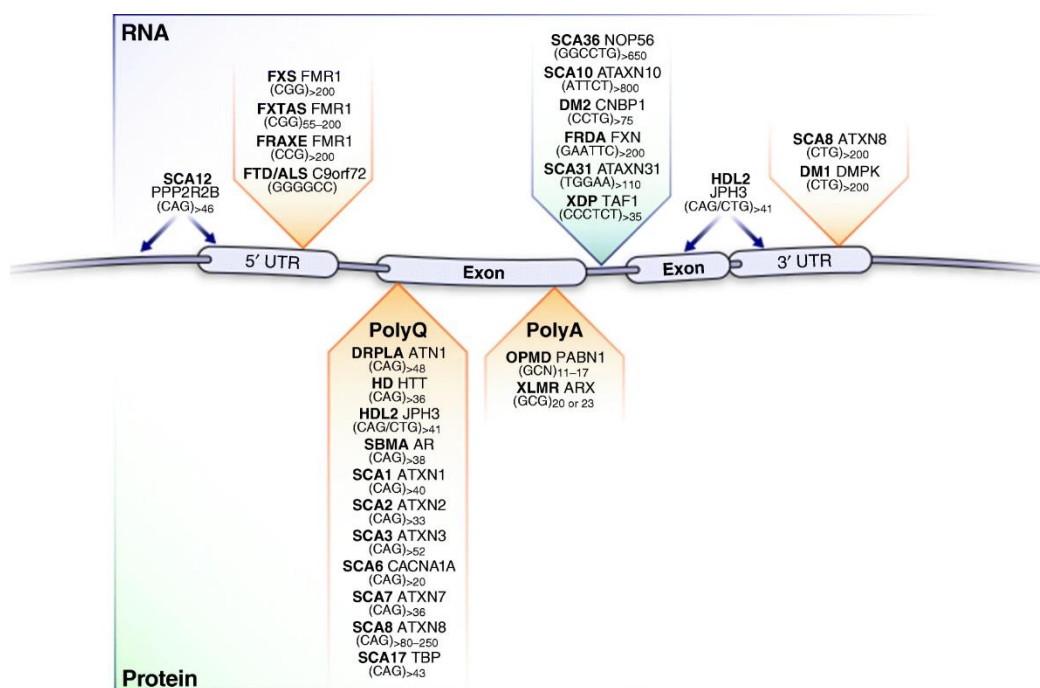 RNA
SCA12
PPP2R2B
(CAG)>46
FXS FMR1
(CGG)>200
FXTAS FMR1
(CGG)55–200
FRAXE FMR1
(CCG)>200
FTD/ALS C9orf72
(GGGGCC)
SCA36 NOP56
(GGCCTG)>650
SCA10 ATAXN10
(ATTCT)>800
DM2 CNBP1
(CCTG)>75
FRDA FXN
(GAATTC)>200
SCA31 ATAXN31
(TGGAA)>110
XDP TAF1
(CCCTCT)>35
HDL2
JPH3
(CAG/CTG)>41
SCA8 ATXN8
(CTG)>200
DM1 DMPK
(CTG)>200
5′ UTR
Exon
Exon
3′ UTR
PolyQ
DRPLA ATN1
(CAG)>48
HD HTT
(CAG)>36
HDL2 JPH3
(CAG/CTG)>41
SBMA AR
(CAG)>38
SCA1 ATXN1
(CAG)>40
SCA2 ATXN2
(CAG)>33
SCA3 ATXN3
(CAG)>52
SCA6 CACNA1A
(CAG)>20
SCA7 ATXN7
(CAG)>36
SCA8 ATXN8
(CAG)>80–250
SCA17 TBP
(CAG)>43
PolyA
OPMD PABN1
(GCN)11–17
XLMR ARX
(GCG)20 or 23
Protein